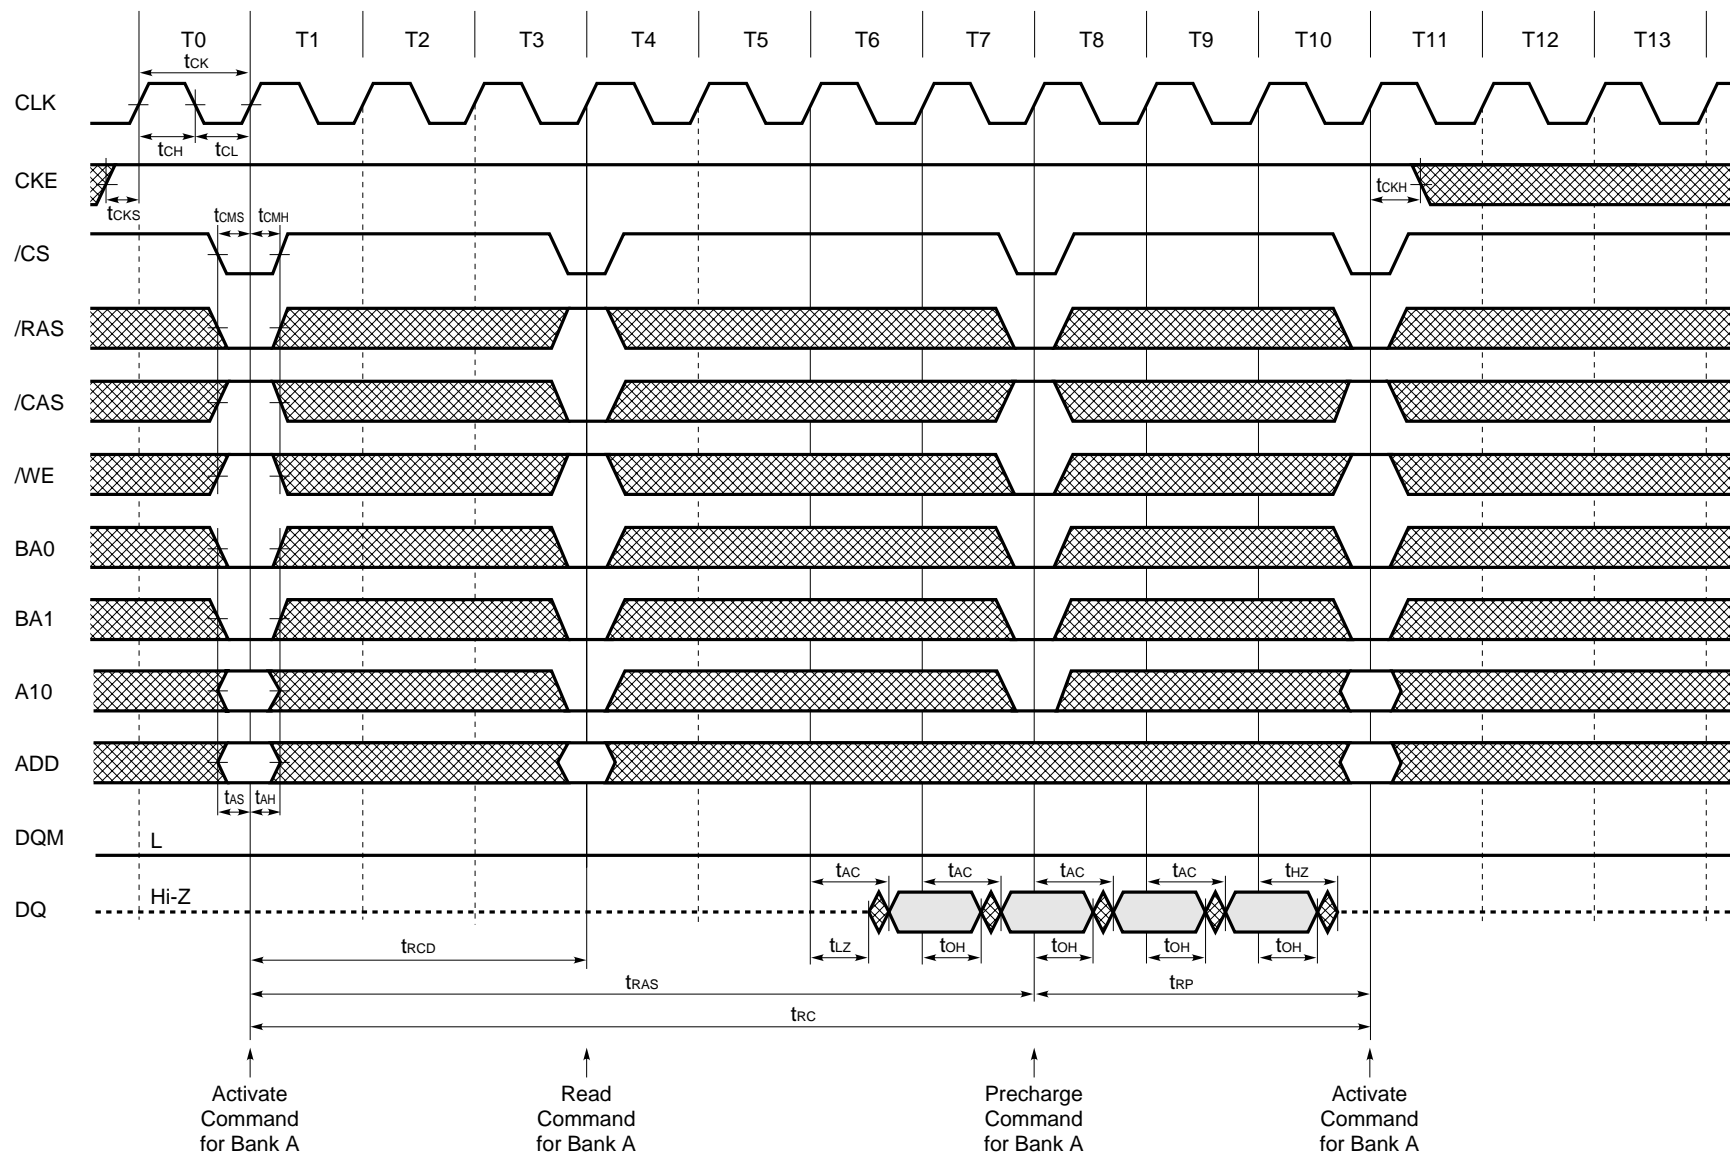 T0 T1 T2 T3 T4 T5 T6 T7 T8 T9 T10 T11 T12 T13
tCK
CLK
tCH tCL
CKE
tCKH
tCKS tCMS tCMH
/CS
/RAS
/CAS
/WE
BA0
BA1
A10
ADD
tAS tAH
DQM L
tAC tAC tAC tAC tHZ
DQ Hi-Z
tLZ tOH tOH tOH tOH
tRCD
tRAS tRP
tRC
Activate
Command
for Bank A
Read
Command
for Bank A
Precharge
Command
for Bank A
Activate
Command
for Bank A